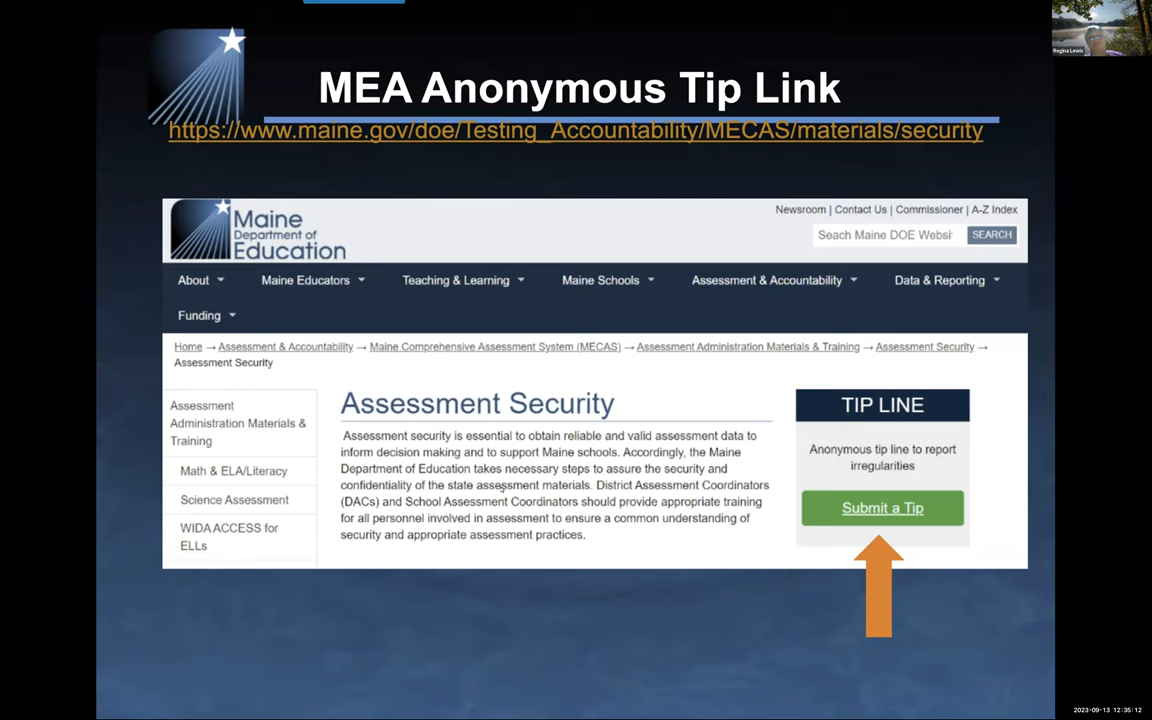 MEA Anonymous Tip Link
https://www.maine.gov/doe/Testing_Accountability/MECAS/materials/security
Regina Lewis
Maine
Department of
Education
Newsroom | Contact Us | Commissioner | A-Z Index
Seach Maine DOE Websi
SEARCH
About
Maine Educators
Teaching & Learning
Maine Schools
Assessment & Accountability
Data & Reporting
Funding
Home → Assessment & Accountability → Maine Comprehensive Assessment System (MECAS) → Assessment Administration Materials & Training → Assessment Security →
Assessment Security
Assessment
Administration Materials &
Training
Math & ELA/Literacy
Science Assessment
WIDA ACCESS for
ELLs
Assessment Security
Assessment security is essential to obtain reliable and valid assessment data to
inform decision making and to support Maine schools. Accordingly, the Maine
Department of Education takes necessary steps to assure the security and
confidentiality of the state assessment materials. District Assessment Coordinators
(DACs) and School Assessment Coordinators should provide appropriate training
for all personnel involved in assessment to ensure a common understanding of
security and appropriate assessment practices.
TIP LINE
Anonymous tip line to report
irregularities
Submit a Tip
2023-09-13 12:35:12